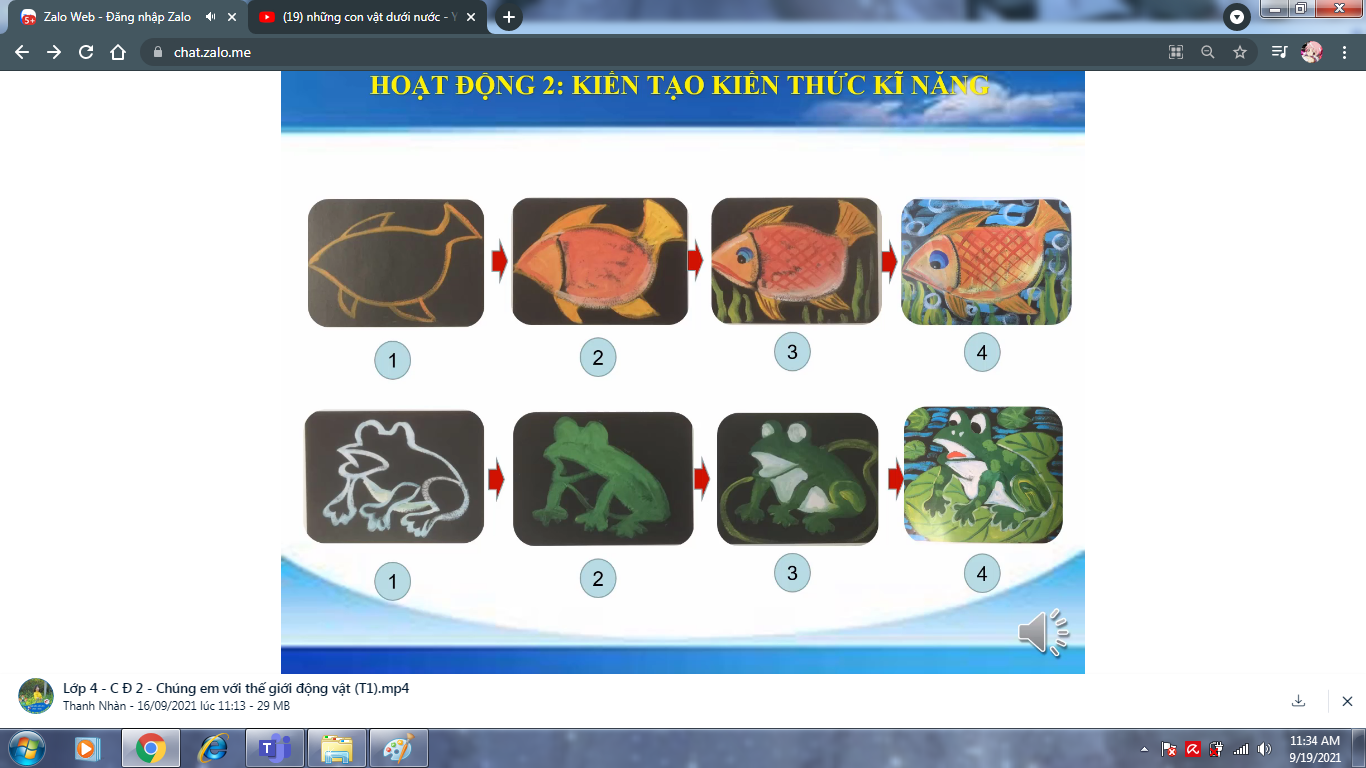 Zalo Web - Đăng nhập Zalo
(19) những con vật dưới nước - Y
chat.zalo.me
HOẠT ĐỘNG 2: KIẾN TẠO KIẾN THỨC KĨ NĂNG
1
2
3
4
1
2
3
4
Lớp 4 - C Đ 2 - Chúng em với thế giới động vật (T1).mp4
Thanh Nhàn - 16/09/2021 lúc 11:13 - 29 MB
11:34 AM
9/19/2021